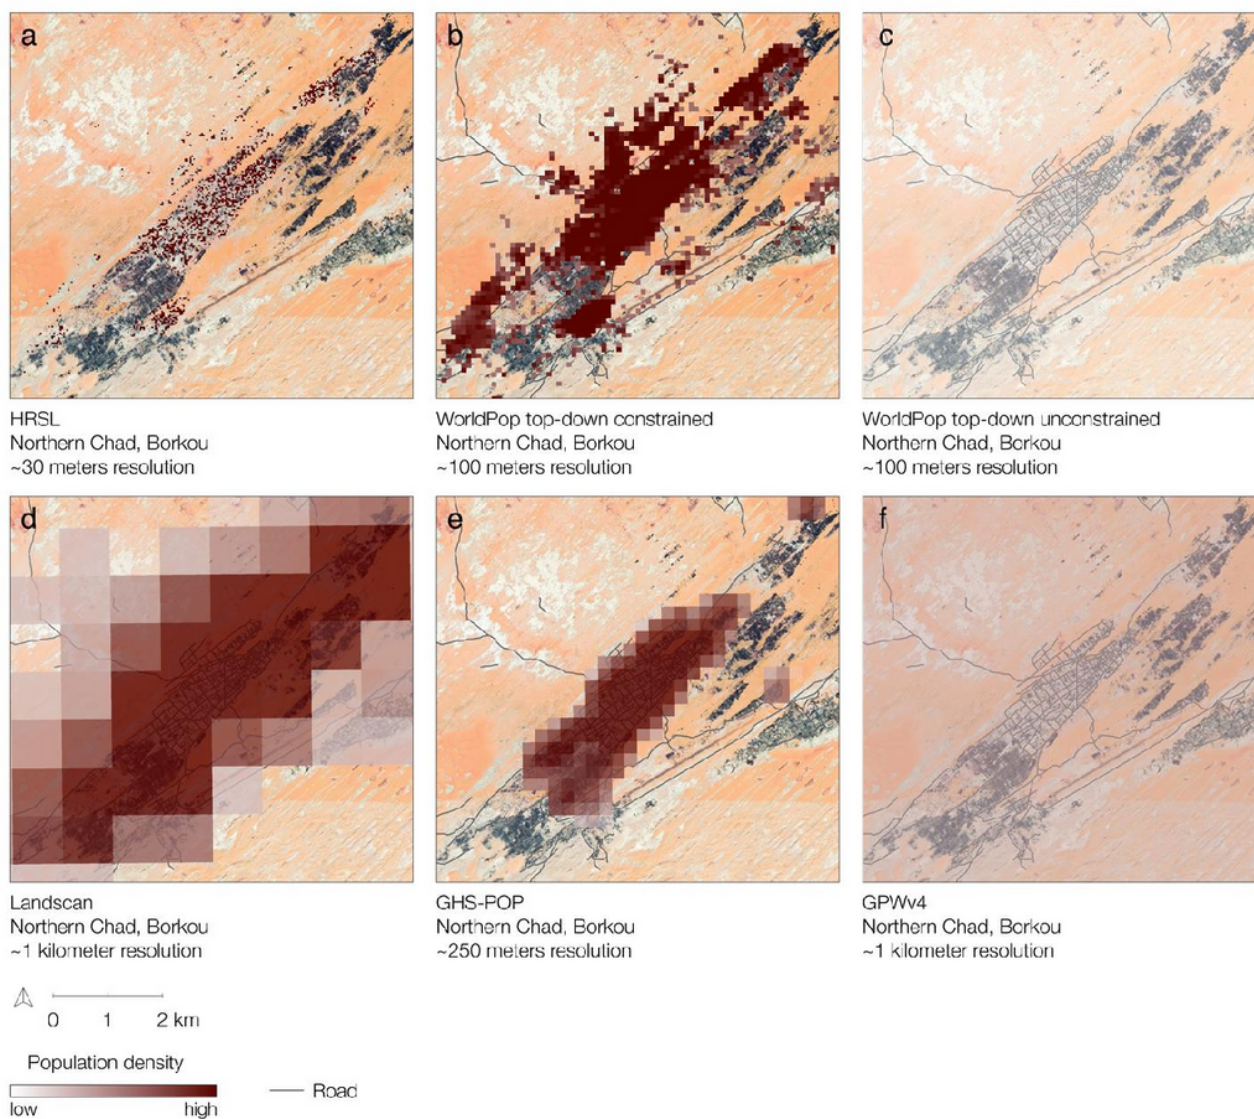 a
b
c
HRSL
Northern Chad, Borkou
~30 meters resolution
WorldPop top-down constrained
Northern Chad, Borkou
~100 meters resolution
WorldPop top-down unconstrained
Northern Chad, Borkou
~100 meters resolution
d
e
f
Landscan
Northern Chad, Borkou
~1 kilometer resolution
GHS-POP
Northern Chad, Borkou
~250 meters resolution
GPWv4
Northern Chad, Borkou
~1 kilometer resolution
0 1 2 km
Population density
low high
Road